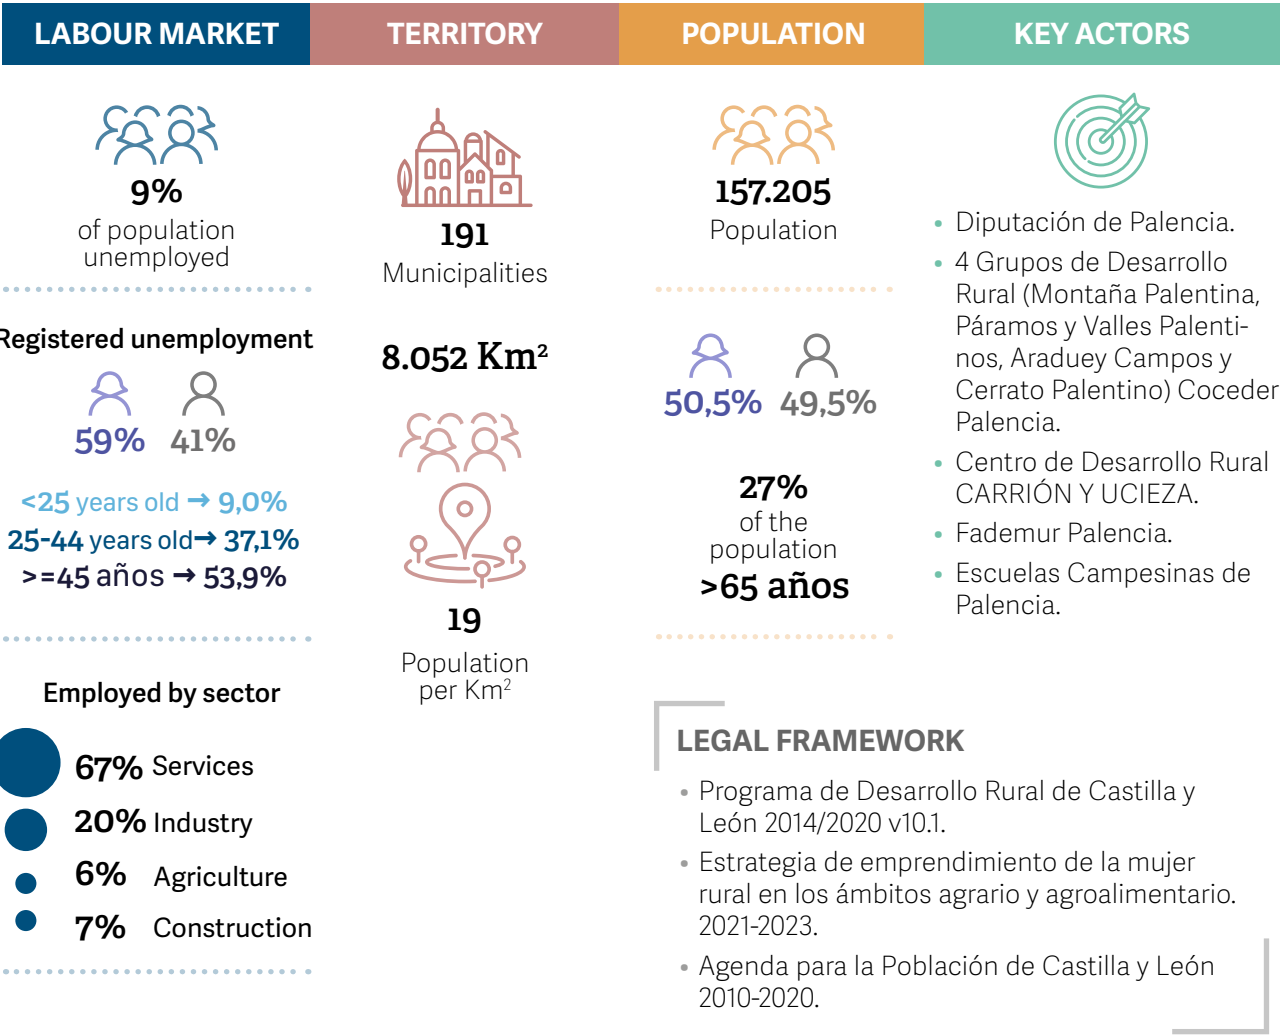 LABOUR MARKET
9%
of population
unemployed
Registered unemployment
59% 41%
<25 years old → 9,0%
25-44 years old→ 37,1%
>=45 años → 53,9%
Employed by sector
67% Services
20% Industry
6% Agriculture
7% Construction
TERRITORY
191
Municipalities
8.052 Km²
19
Population
per Km²
POPULATION
157.205
Population
50,5% 49,5%
27%
of the
population
>65 años
KEY ACTORS
• Diputación de Palencia.
• 4 Grupos de Desarrollo
Rural (Montaña Palentina,
Páramos y Valles Palenti-
nos, Araduey Campos y
Cerrato Palentino) Coceder
Palencia.
• Centro de Desarrollo Rural
CARRIÓN Y UCIEZA.
• Fademur Palencia.
• Escuelas Campesinas de
Palencia.
LEGAL FRAMEWORK
• Programa de Desarrollo Rural de Castilla y
León 2014/2020 v10.1.
• Estrategia de emprendimiento de la mujer
rural en los ámbitos agrario y agroalimentario.
2021-2023.
• Agenda para la Población de Castilla y León
2010-2020.